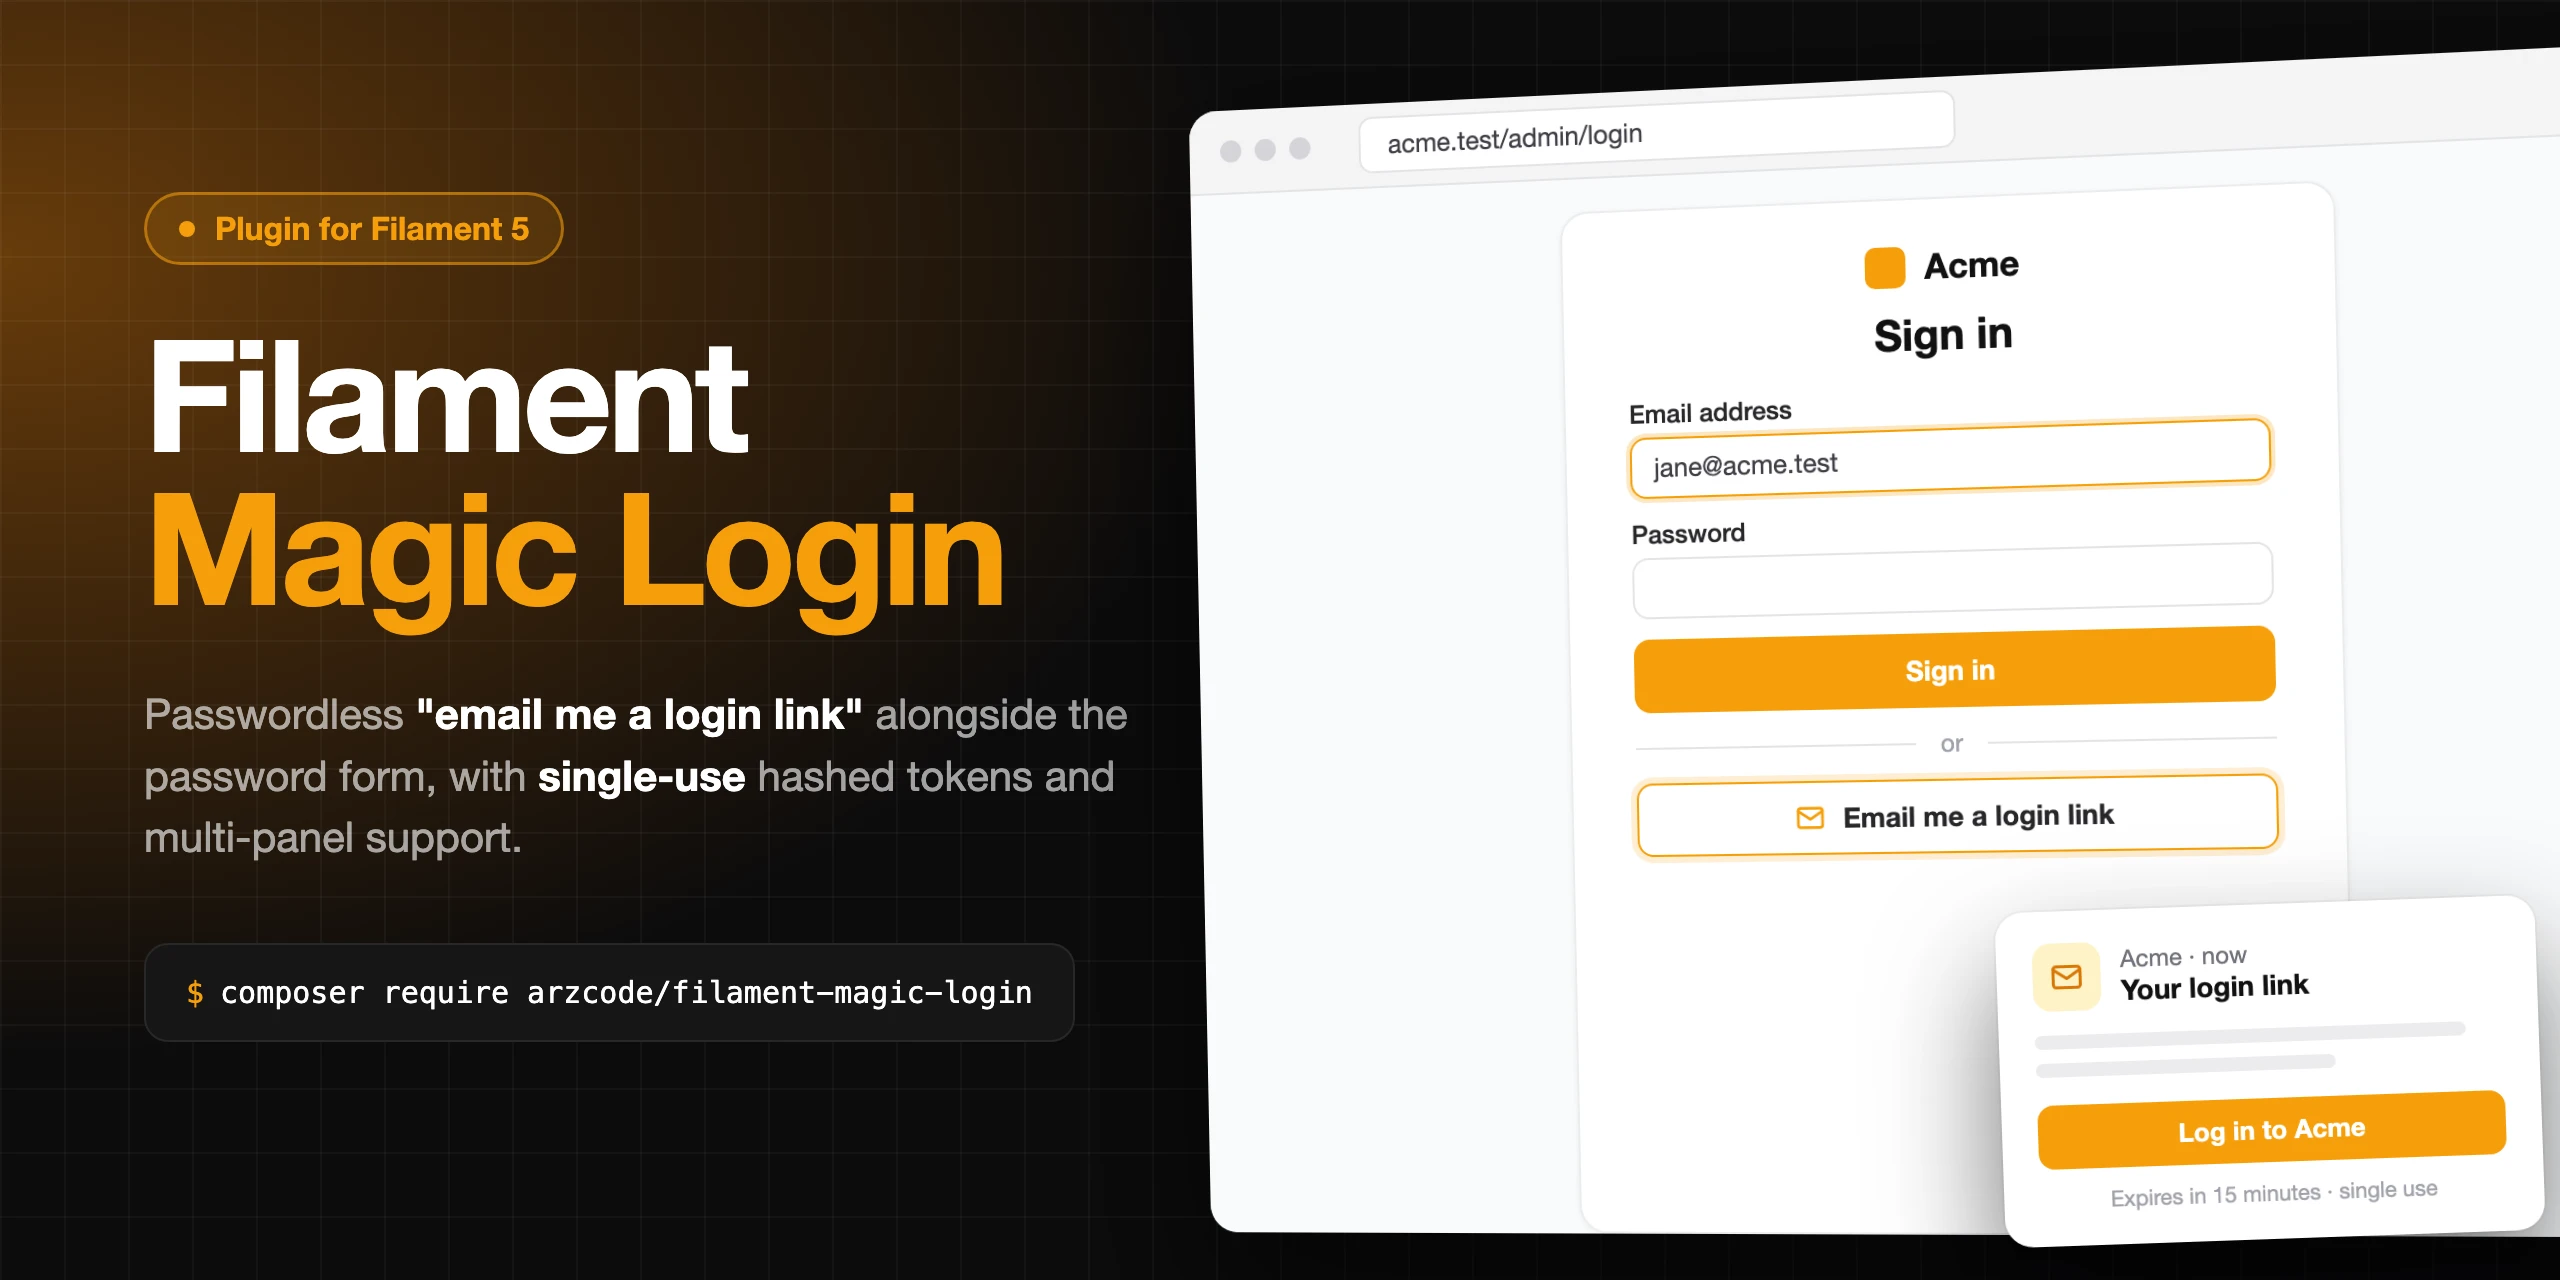 Plugin for Filament 5
Filament
Magic Login
Passwordless "email me a login link" alongside the
password form, with single-use hashed tokens and
multi-panel support.
$ composer require arzcode/filament-magic-login
acme.test/admin/login
Acme
Sign in
Email address
jane@acme.test
Password
Sign in
or
Email me a login link
Acme · now
Your login link
Log in to Acme
Expires in 15 minutes · single use